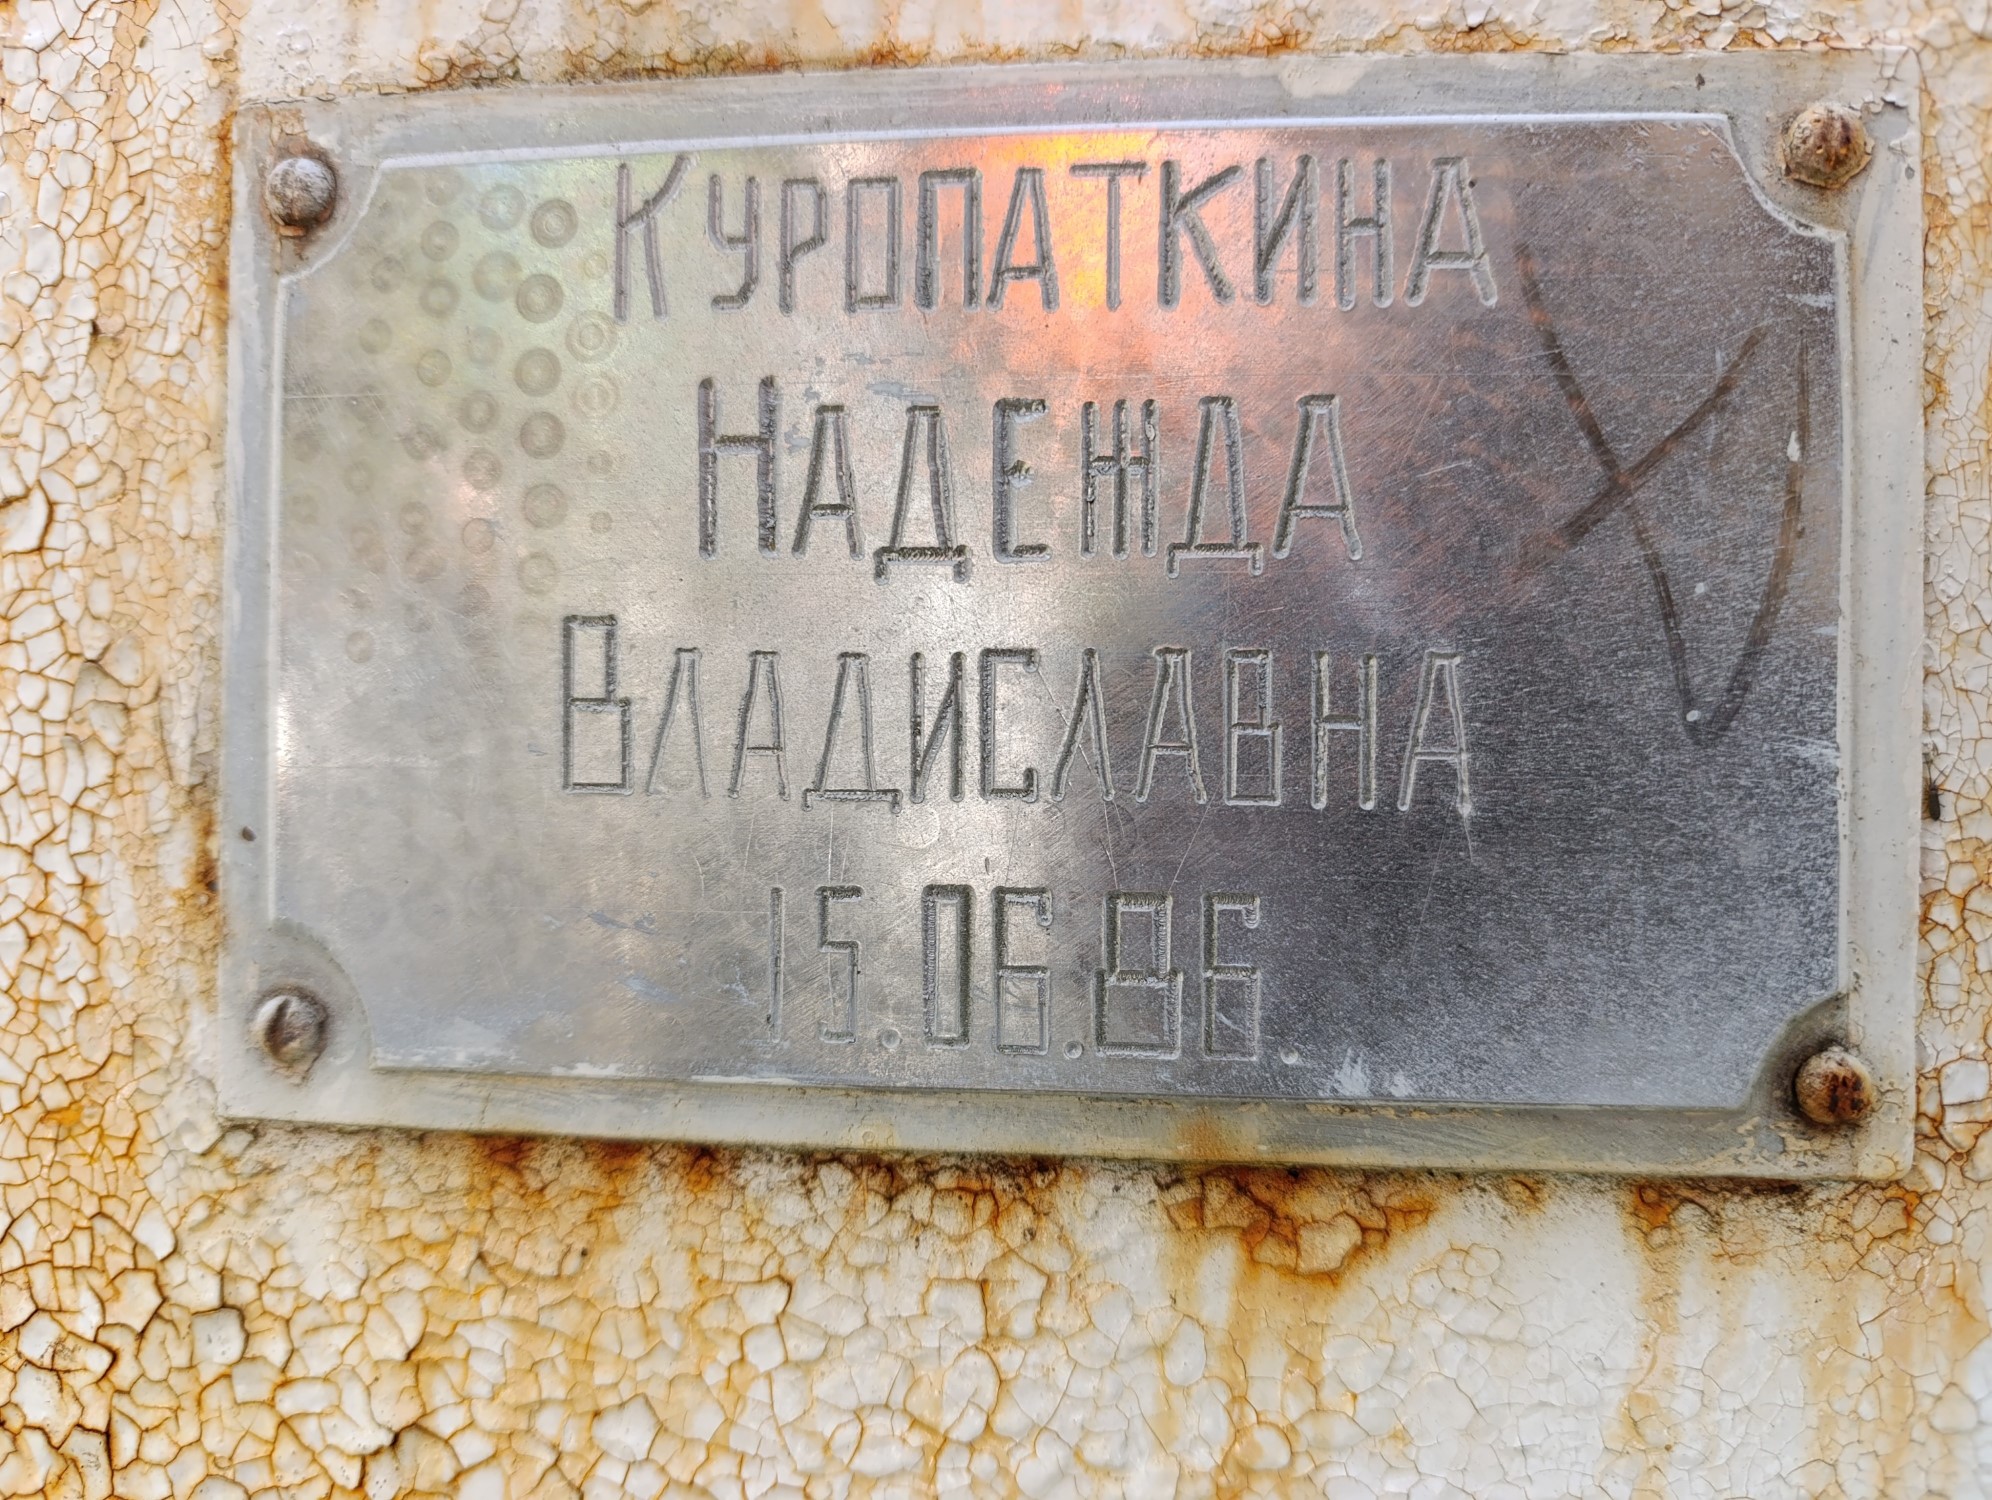 Куропаткина
Надежда
Владиславна
15.06.86.